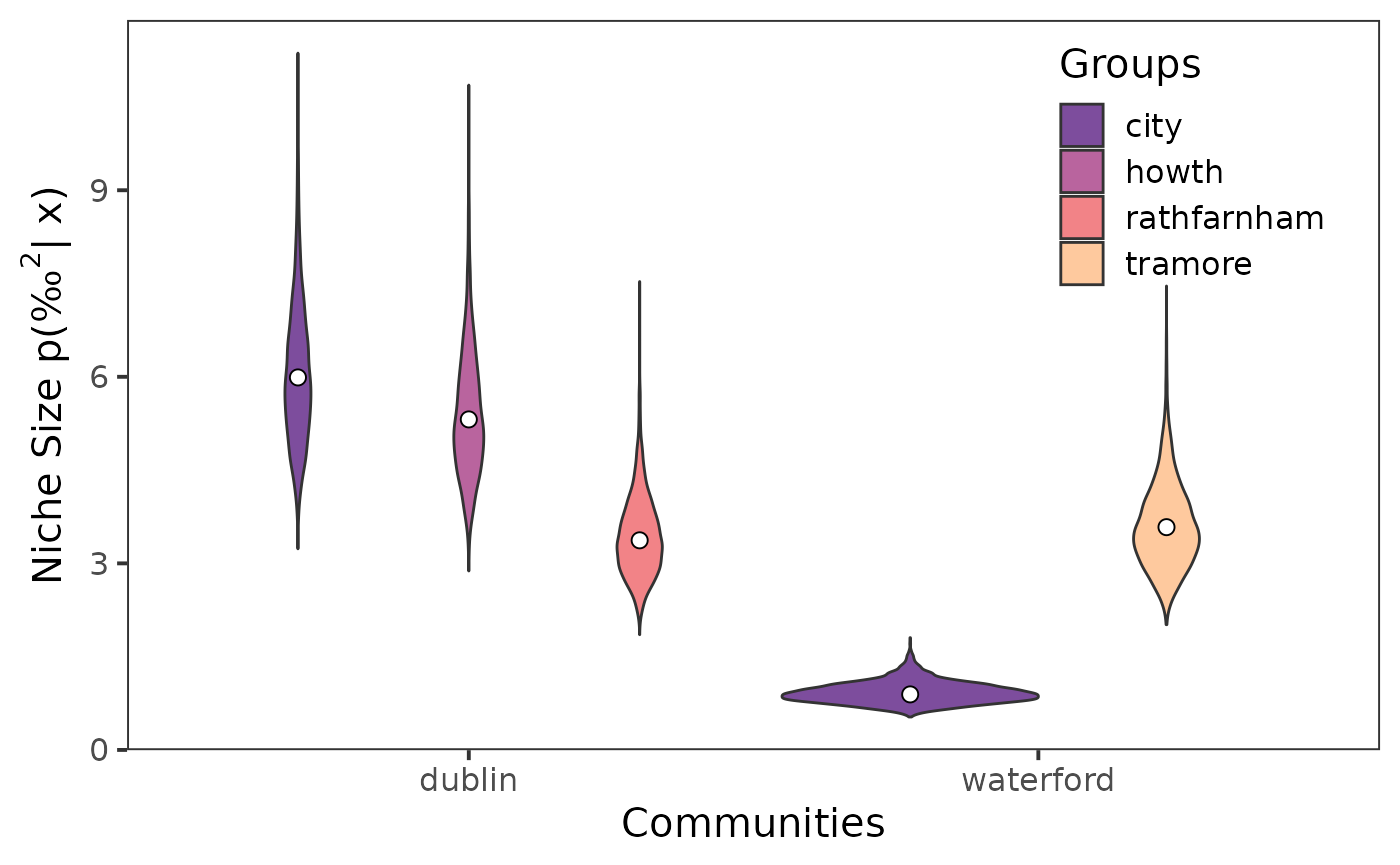 Niche Size p(‰²| x)
9
6
3
0
Groups
city
howth
rathfarnham
tramore
dublin waterford
Communities